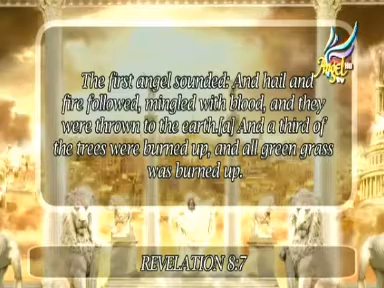 The first angel sounded: And hail and
fire followed, mingled with blood, and they
were thrown to the earth.[a] And a third of
the trees were burned up, and all green grass
was burned up.
REVELATION 8:7
Angel